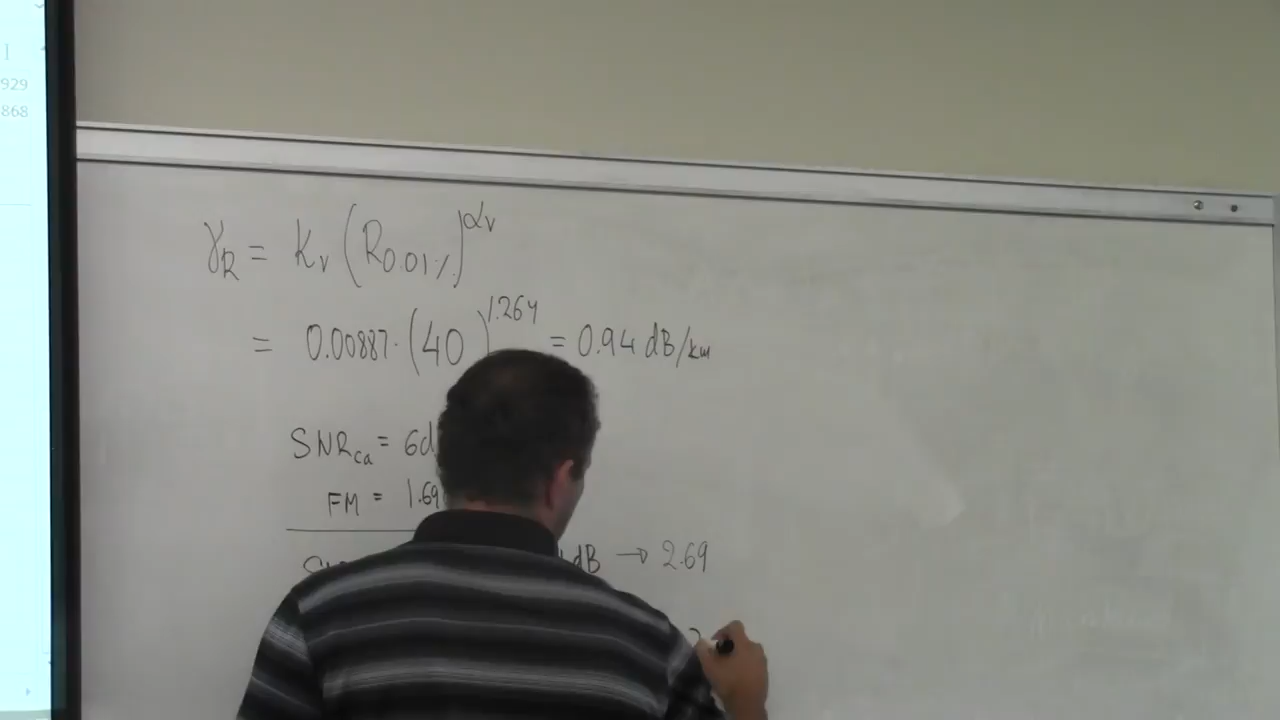 929
868
γR = Kv (R0.01%)^αv
= 0.00887 · (40)^1.264 = 0.94 dB/km
SNRca = 6d
FM = 1.69
dB → 2.69